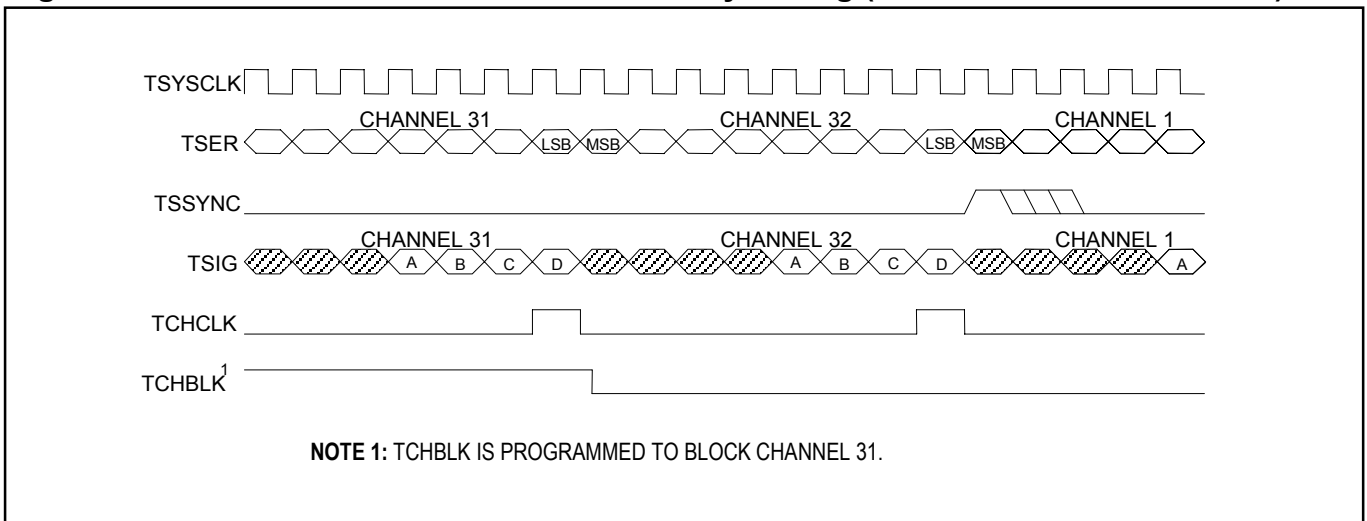 TSYSCLK
CHANNEL 31 CHANNEL 32 CHANNEL 1
TSER LSB MSB LSB MSB
TSSYNC
CHANNEL 31 CHANNEL 32 CHANNEL 1
TSIG A B C D A B C D A
TCHCLK
TCHBLK1
NOTE 1: TCHBLK IS PROGRAMMED TO BLOCK CHANNEL 31.